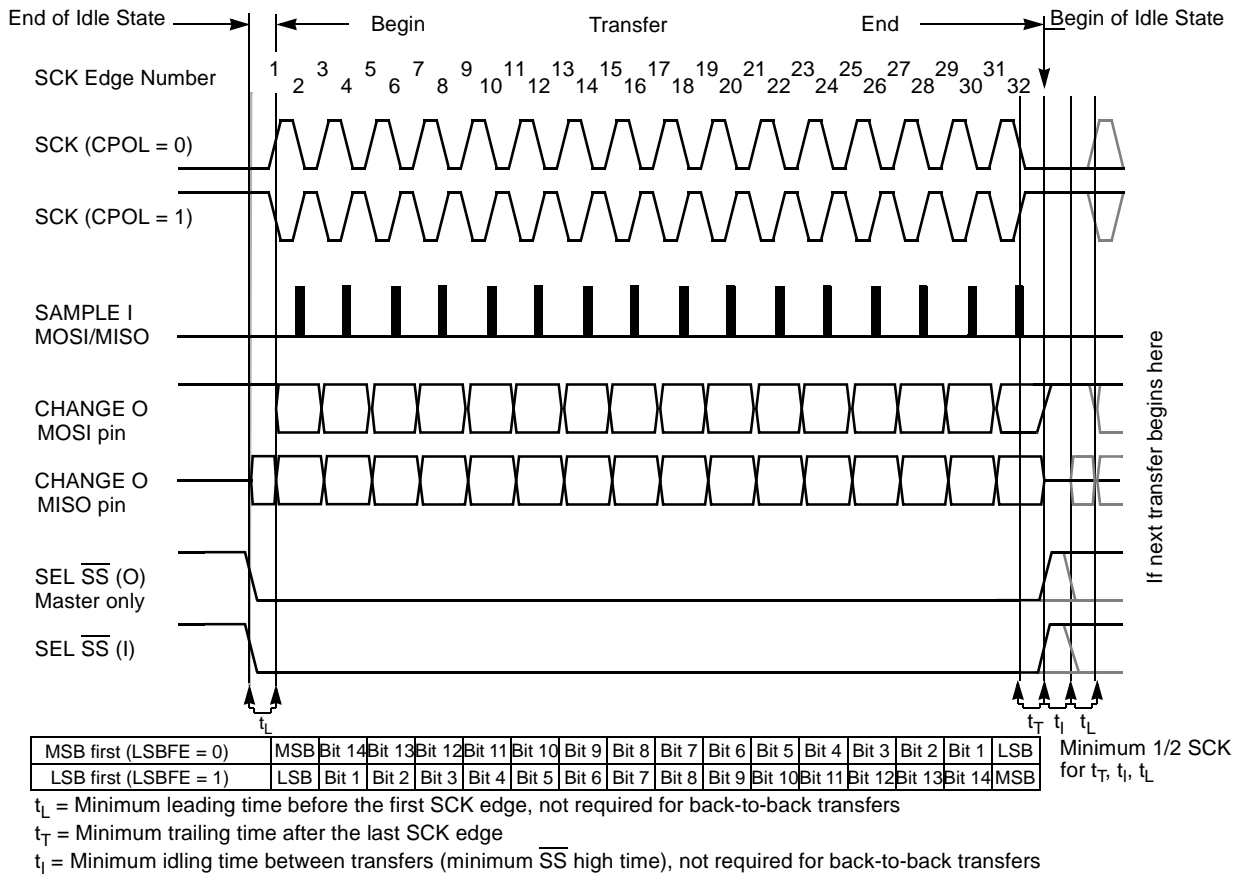 End of Idle State
Begin
Transfer
End
Begin of Idle State
SCK Edge Number
1 2 3 4 5 6 7 8 9 10 11 12 13 14 15 16 17 18 19 20 21 22 23 24 25 26 27 28 29 30 31 32
SCK (CPOL = 0)
SCK (CPOL = 1)
SAMPLE I
MOSI/MISO
CHANGE O
MOSI pin
CHANGE O
MISO pin
SEL S̅S̅ (O)
Master only
SEL S̅S̅ (I)
If next transfer begins here
tL
tT tI tL
MSB first (LSBFE = 0) MSB Bit 14 Bit 13 Bit 12 Bit 11 Bit 10 Bit 9 Bit 8 Bit 7 Bit 6 Bit 5 Bit 4 Bit 3 Bit 2 Bit 1 LSB
LSB first (LSBFE = 1) LSB Bit 1 Bit 2 Bit 3 Bit 4 Bit 5 Bit 6 Bit 7 Bit 8 Bit 9 Bit 10 Bit 11 Bit 12 Bit 13 Bit 14 MSB
Minimum 1/2 SCK
for tT, tI, tL
tL = Minimum leading time before the first SCK edge, not required for back-to-back transfers
tT = Minimum trailing time after the last SCK edge
tI = Minimum idling time between transfers (minimum S̅S̅ high time), not required for back-to-back transfers